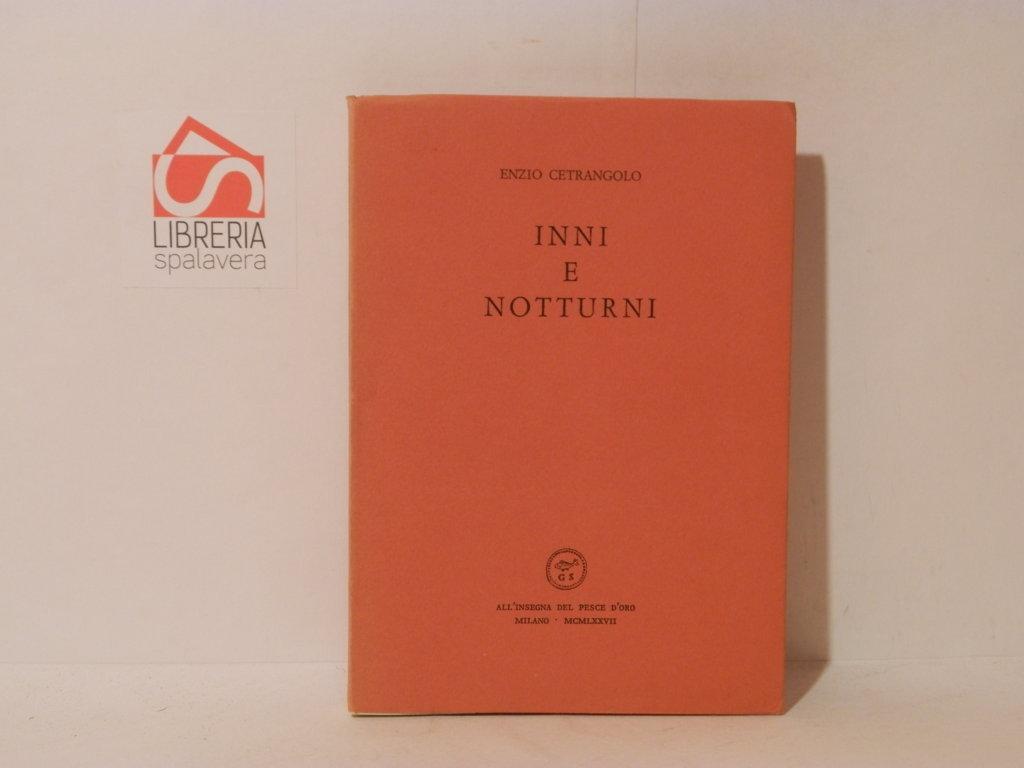 LIBRERIA
spalavera
ENZIO CETRANGOLO
INNI
E
NOTTURNI
G S
ALL'INSEGNA DEL PESCE D'ORO
MILANO · MCMLXXVII